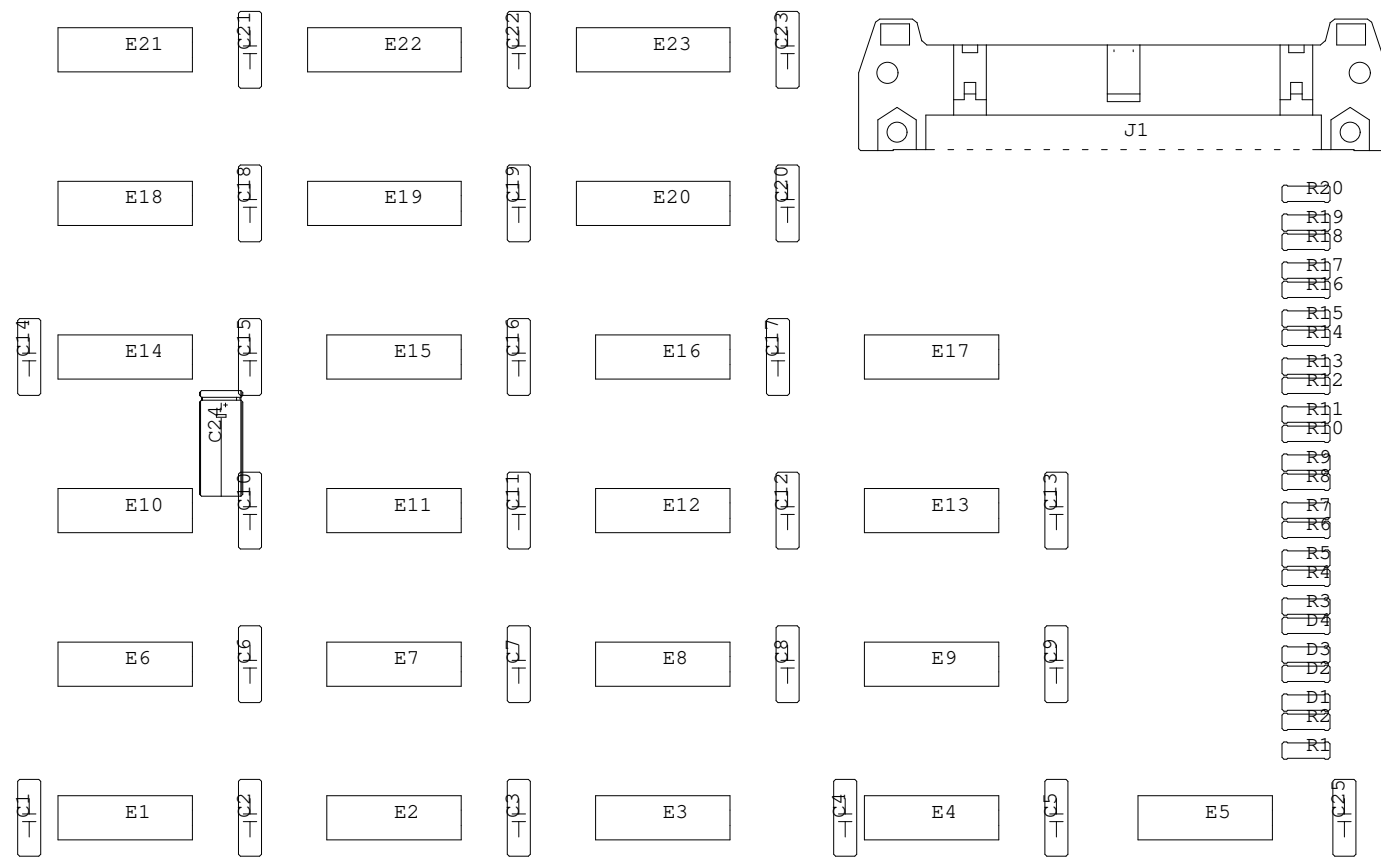 E21 C21 E22 C22 E23 C23
J1
E18 C18 E19 C19 E20 C20 R20
R19
R18
R17
R16
R15
R14
C14 E14 C15 E15 C16 E16 C17 E17
R13
R12
R11
C24 +
R10
R9
R8
E10 C10 E11 C11 E12 C12 E13 C13 R7
R6
R5
R4
R3
D4
E6 C6 E7 C7 E8 C8 E9 C9 D3
D2
D1
R2
R1
C1 E1 C2 E2 C3 E3 C4 E4 C5 E5 C25